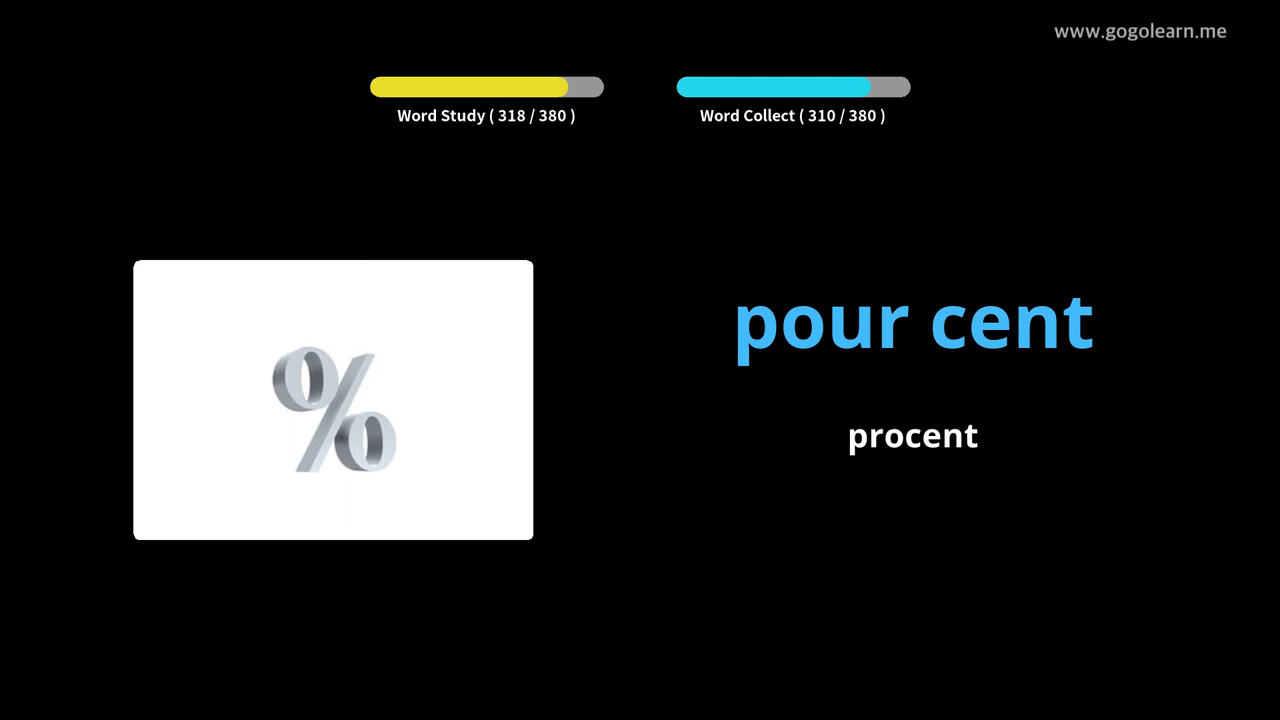 www.gogolearn.me
Word Study ( 318 / 380 )
Word Collect ( 310 / 380 )
%
pour cent
procent